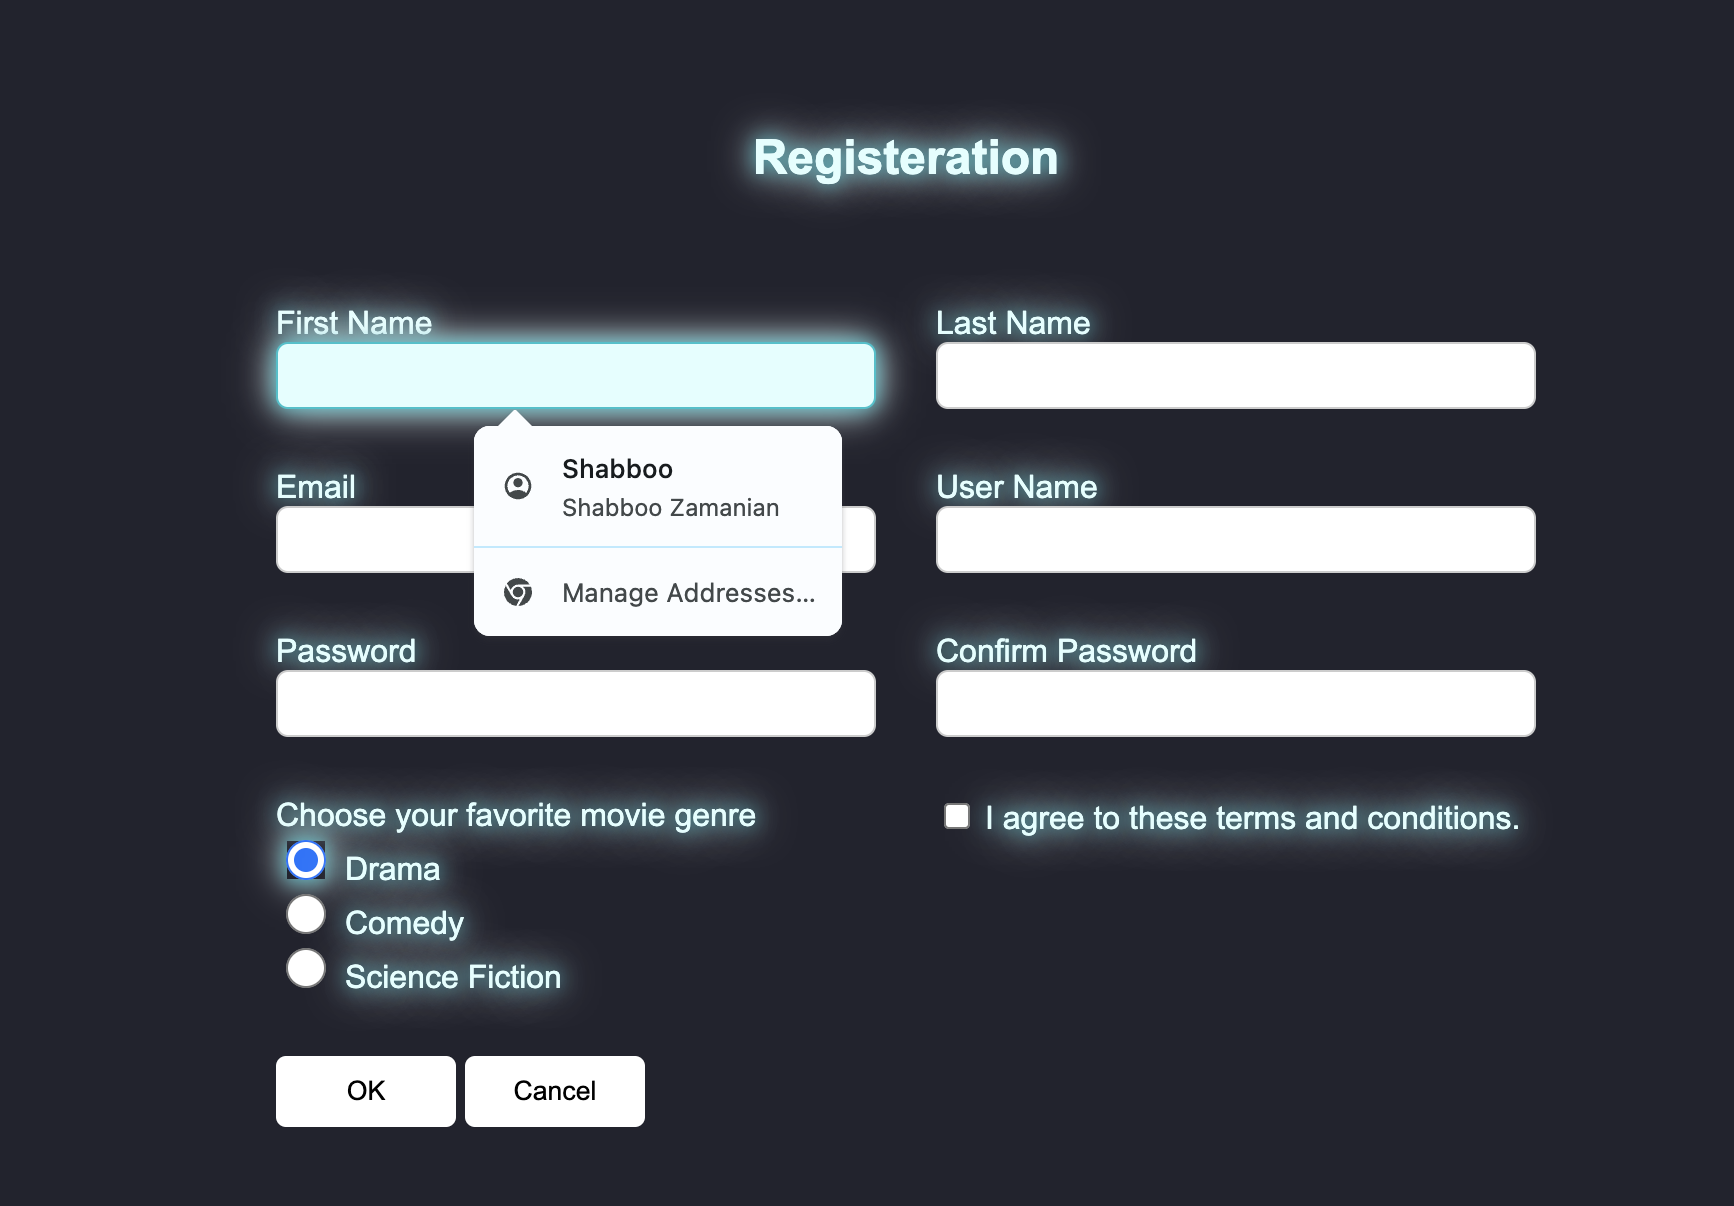 Registeration
First Name
Last Name
Shabboo
Shabboo Zamanian
Manage Addresses...
Email
User Name
Password
Confirm Password
Choose your favorite movie genre
Drama
Comedy
Science Fiction
I agree to these terms and conditions.
OK
Cancel